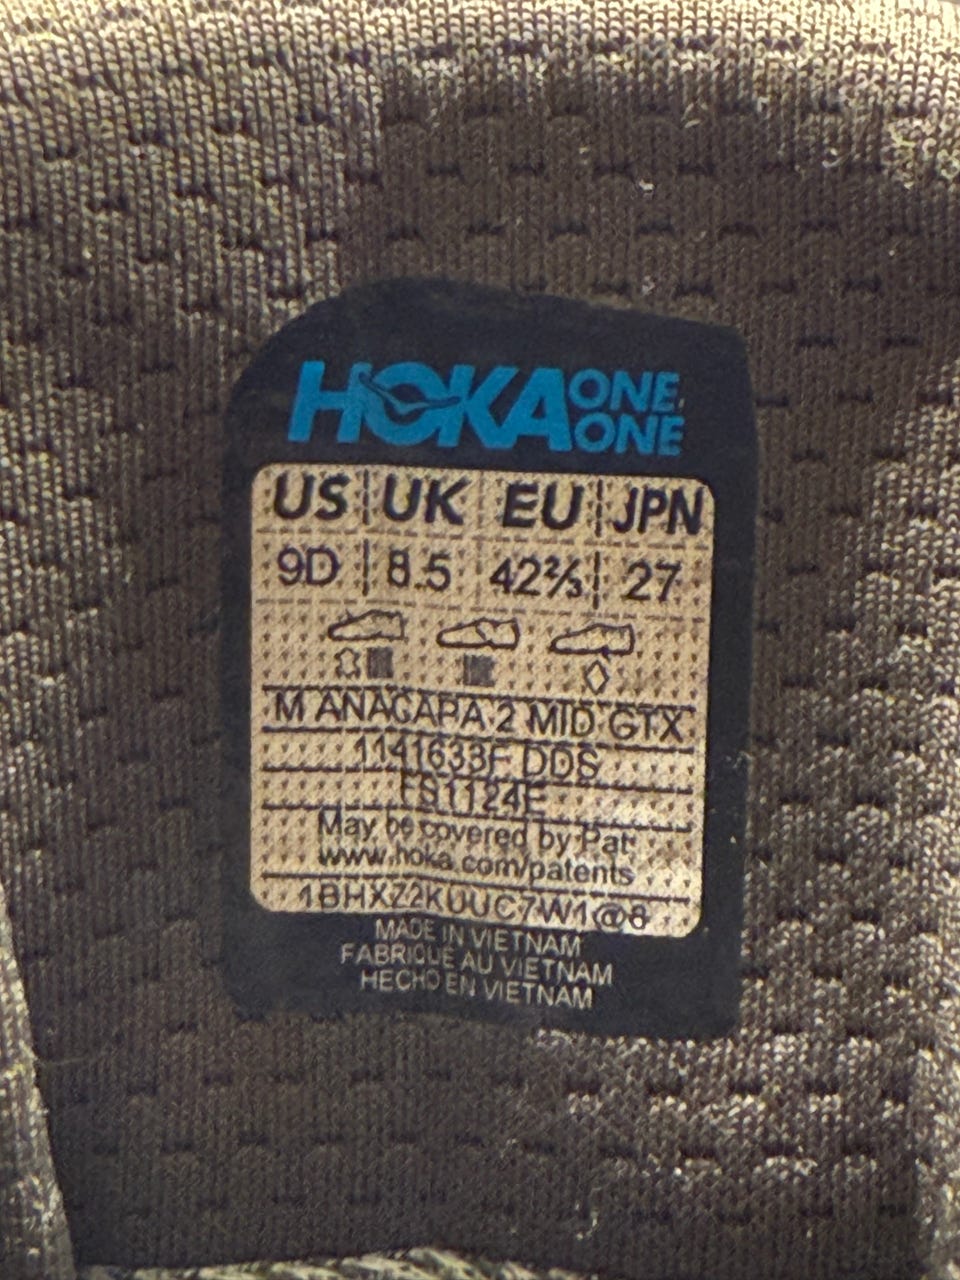 HOKA ONE ONE
US UK EU JPN
9D 8.5 42⅔ 27
M ANACAPA 2 MID GTX
1141633F DDS
FS1124E
May be covered by Pat
www.hoka.com/patents
1BHXZ2KUUC7W1@8
MADE IN VIETNAM
FABRIQUE AU VIETNAM
HECHO EN VIETNAM